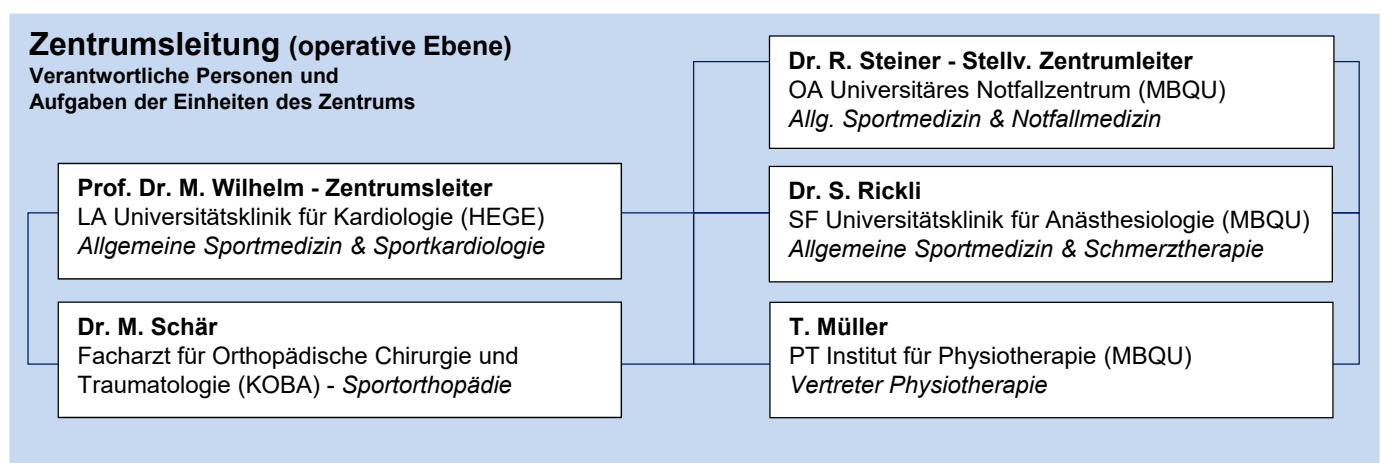 Zentrumsleitung (operative Ebene)
Verantwortliche Personen und
Aufgaben der Einheiten des Zentrums
Prof. Dr. M. Wilhelm - Zentrumsleiter
LA Universitätsklinik für Kardiologie (HEGE)
Allgemeine Sportmedizin & Sportkardiologie
Dr. M. Schär
Facharzt für Orthopädische Chirurgie und
Traumatologie (KOBA) - Sportorthopädie
Dr. R. Steiner - Stellv. Zentrumleiter
OA Universitäres Notfallzentrum (MBQU)
Allg. Sportmedizin & Notfallmedizin
Dr. S. Rickli
SF Universitätsklinik für Anästhesiologie (MBQU)
Allgemeine Sportmedizin & Schmerztherapie
T. Müller
PT Institut für Physiotherapie (MBQU)
Vertreter Physiotherapie